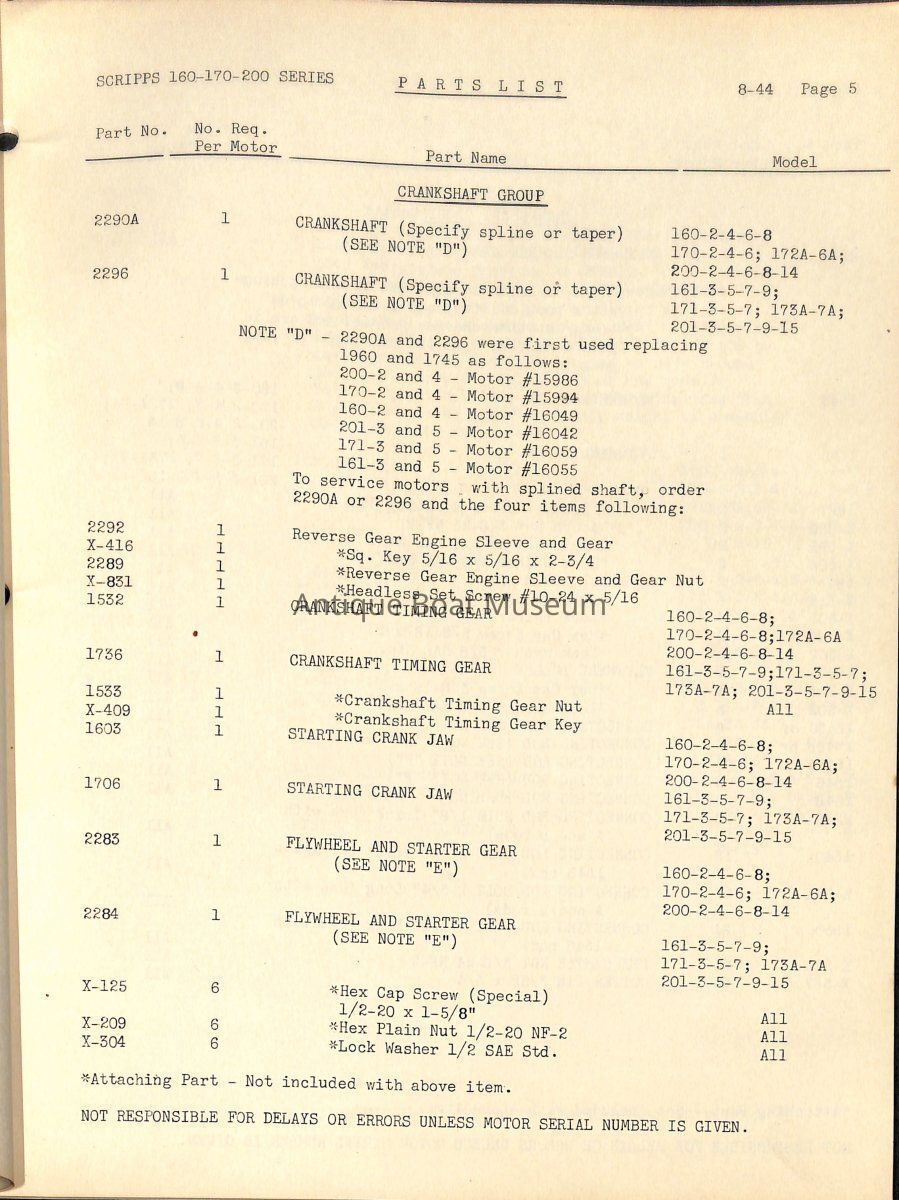 SCRIPPS 160-170-200 SERIES PARTS LIST 8-44 Page 5
Part No. No. Req. Per Motor Part Name Model
CRANKSHAFT GROUP
2290A 1 CRANKSHAFT (Specify spline or taper) 160-2-4-6-8
(SEE NOTE "D") 170-2-4-6; 172A-6A;
200-2-4-6-8-14
2296 1 CRANKSHAFT (Specify spline or taper) 161-3-5-7-9;
(SEE NOTE "D") 171-3-5-7; 173A-7A;
201-3-5-7-9-15
NOTE "D" - 2290A and 2296 were first used replacing
1960 and 1745 as follows:
200-2 and 4 - Motor #15986
170-2 and 4 - Motor #15994
160-2 and 4 - Motor #16049
201-3 and 5 - Motor #16042
171-3 and 5 - Motor #16059
161-3 and 5 - Motor #16055
To service motors with splined shaft, order
2290A or 2296 and the four items following:
2292 1 Reverse Gear Engine Sleeve and Gear
X-416 1 *Sq. Key 5/16 x 5/16 x 2-3/4
2289 1 *Reverse Gear Engine Sleeve and Gear Nut
X-831 1 *Headless Set Screw #10-24 x 5/16
Antique Boat Museum
1532 1 CRANKSHAFT TIMING GEAR 160-2-4-6-8;
170-2-4-6-8;172A-6A
200-2-4-6-8-14
1736 1 CRANKSHAFT TIMING GEAR 161-3-5-7-9;171-3-5-7;
173A-7A; 201-3-5-7-9-15
1533 1 *Crankshaft Timing Gear Nut All
X-409 1 *Crankshaft Timing Gear Key
1603 1 STARTING CRANK JAW 160-2-4-6-8;
170-2-4-6; 172A-6A;
200-2-4-6-8-14
1706 1 STARTING CRANK JAW 161-3-5-7-9;
171-3-5-7; 173A-7A;
201-3-5-7-9-15
2283 1 FLYWHEEL AND STARTER GEAR
(SEE NOTE "E") 160-2-4-6-8;
170-2-4-6; 172A-6A;
200-2-4-6-8-14
2284 1 FLYWHEEL AND STARTER GEAR
(SEE NOTE "E") 161-3-5-7-9;
171-3-5-7; 173A-7A
201-3-5-7-9-15
X-125 6 *Hex Cap Screw (Special)
1/2-20 x 1-5/8" All
X-209 6 *Hex Plain Nut 1/2-20 NF-2 All
X-304 6 *Lock Washer 1/2 SAE Std. All
*Attaching Part - Not included with above item.
NOT RESPONSIBLE FOR DELAYS OR ERRORS UNLESS MOTOR SERIAL NUMBER IS GIVEN.